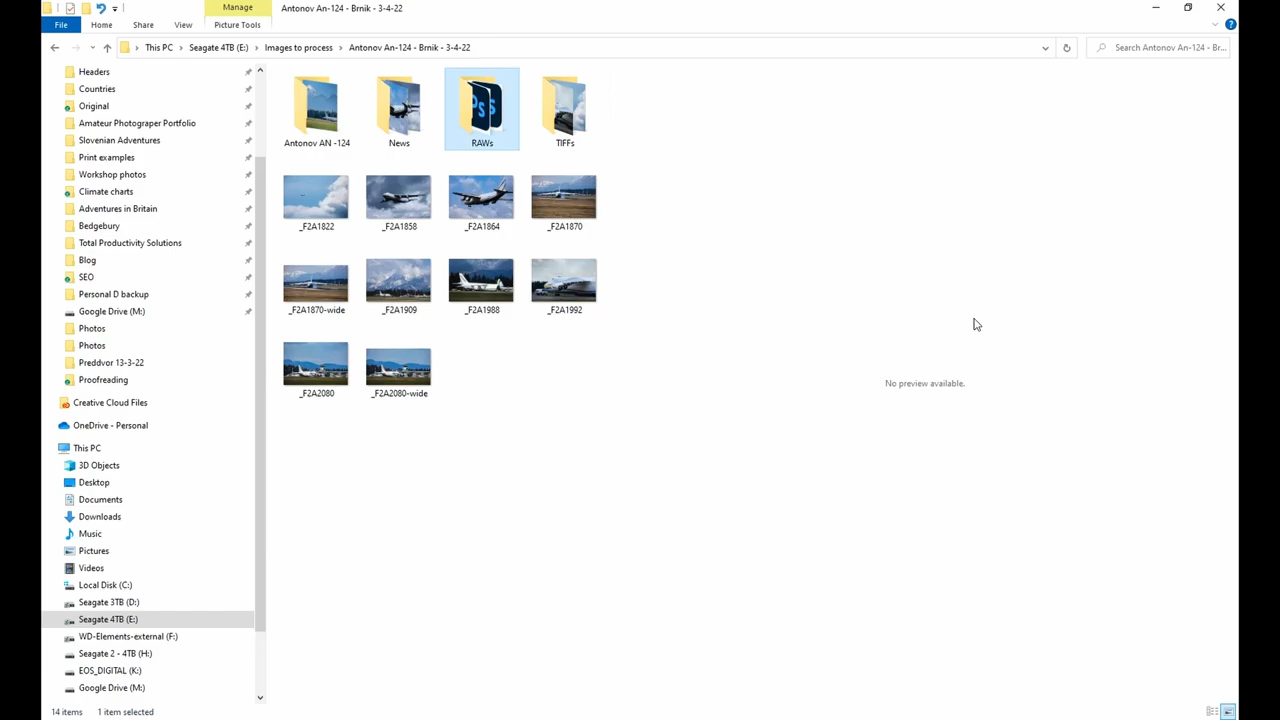 Manage
Antonov An-124 - Brnik - 3-4-22
File
Home
Share
View
Picture Tools
This PC
Seagate 4TB (E:)
Images to process
Antonov An-124 - Brnik - 3-4-22
Search Antonov An-124 - Br...
Headers
Countries
Original
Amateur Photograper Portfolio
Slovenian Adventures
Print examples
Workshop photos
Climate charts
Adventures in Britain
Bedgebury
Total Productivity Solutions
Blog
SEO
Personal D backup
Google Drive (M:)
Photos
Photos
Preddvor 13-3-22
Proofreading
Creative Cloud Files
OneDrive - Personal
This PC
3D Objects
Desktop
Documents
Downloads
Music
Pictures
Videos
Local Disk (C:)
Seagate 3TB (D:)
Seagate 4TB (E:)
WD-Elements-external (F:)
Seagate 2 - 4TB (H:)
EOS_DIGITAL (K:)
Google Drive (M:)
Ps
S
Antonov AN -124
News
RAWs
TIFFs
_F2A1822
_F2A1858
_F2A1864
_F2A1870
_F2A1870-wide
_F2A1909
_F2A1988
_F2A1992
_F2A2080
_F2A2080-wide
No preview available.
14 items
1 item selected